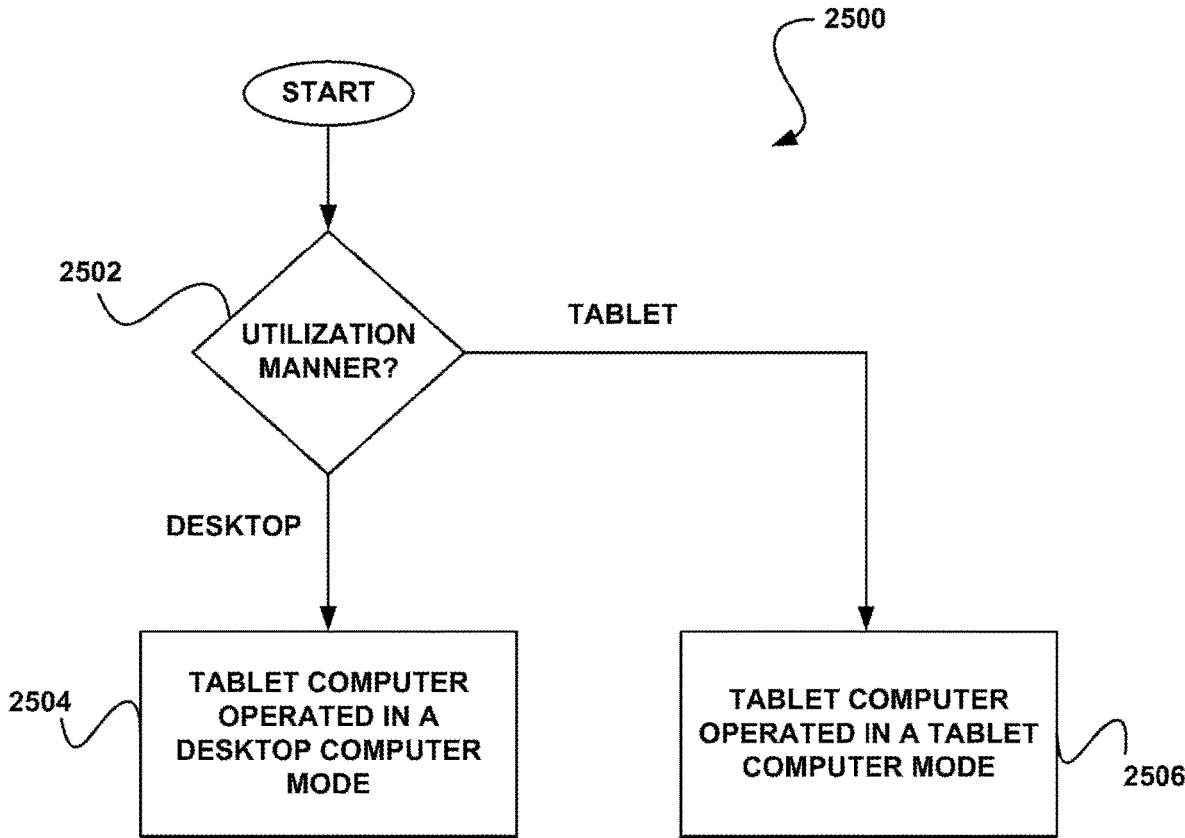 2500
START
2502
UTILIZATION
MANNER?
TABLET
DESKTOP
2504
TABLET COMPUTER
OPERATED IN A
DESKTOP COMPUTER
MODE
TABLET COMPUTER
OPERATED IN A TABLET
COMPUTER MODE
2506